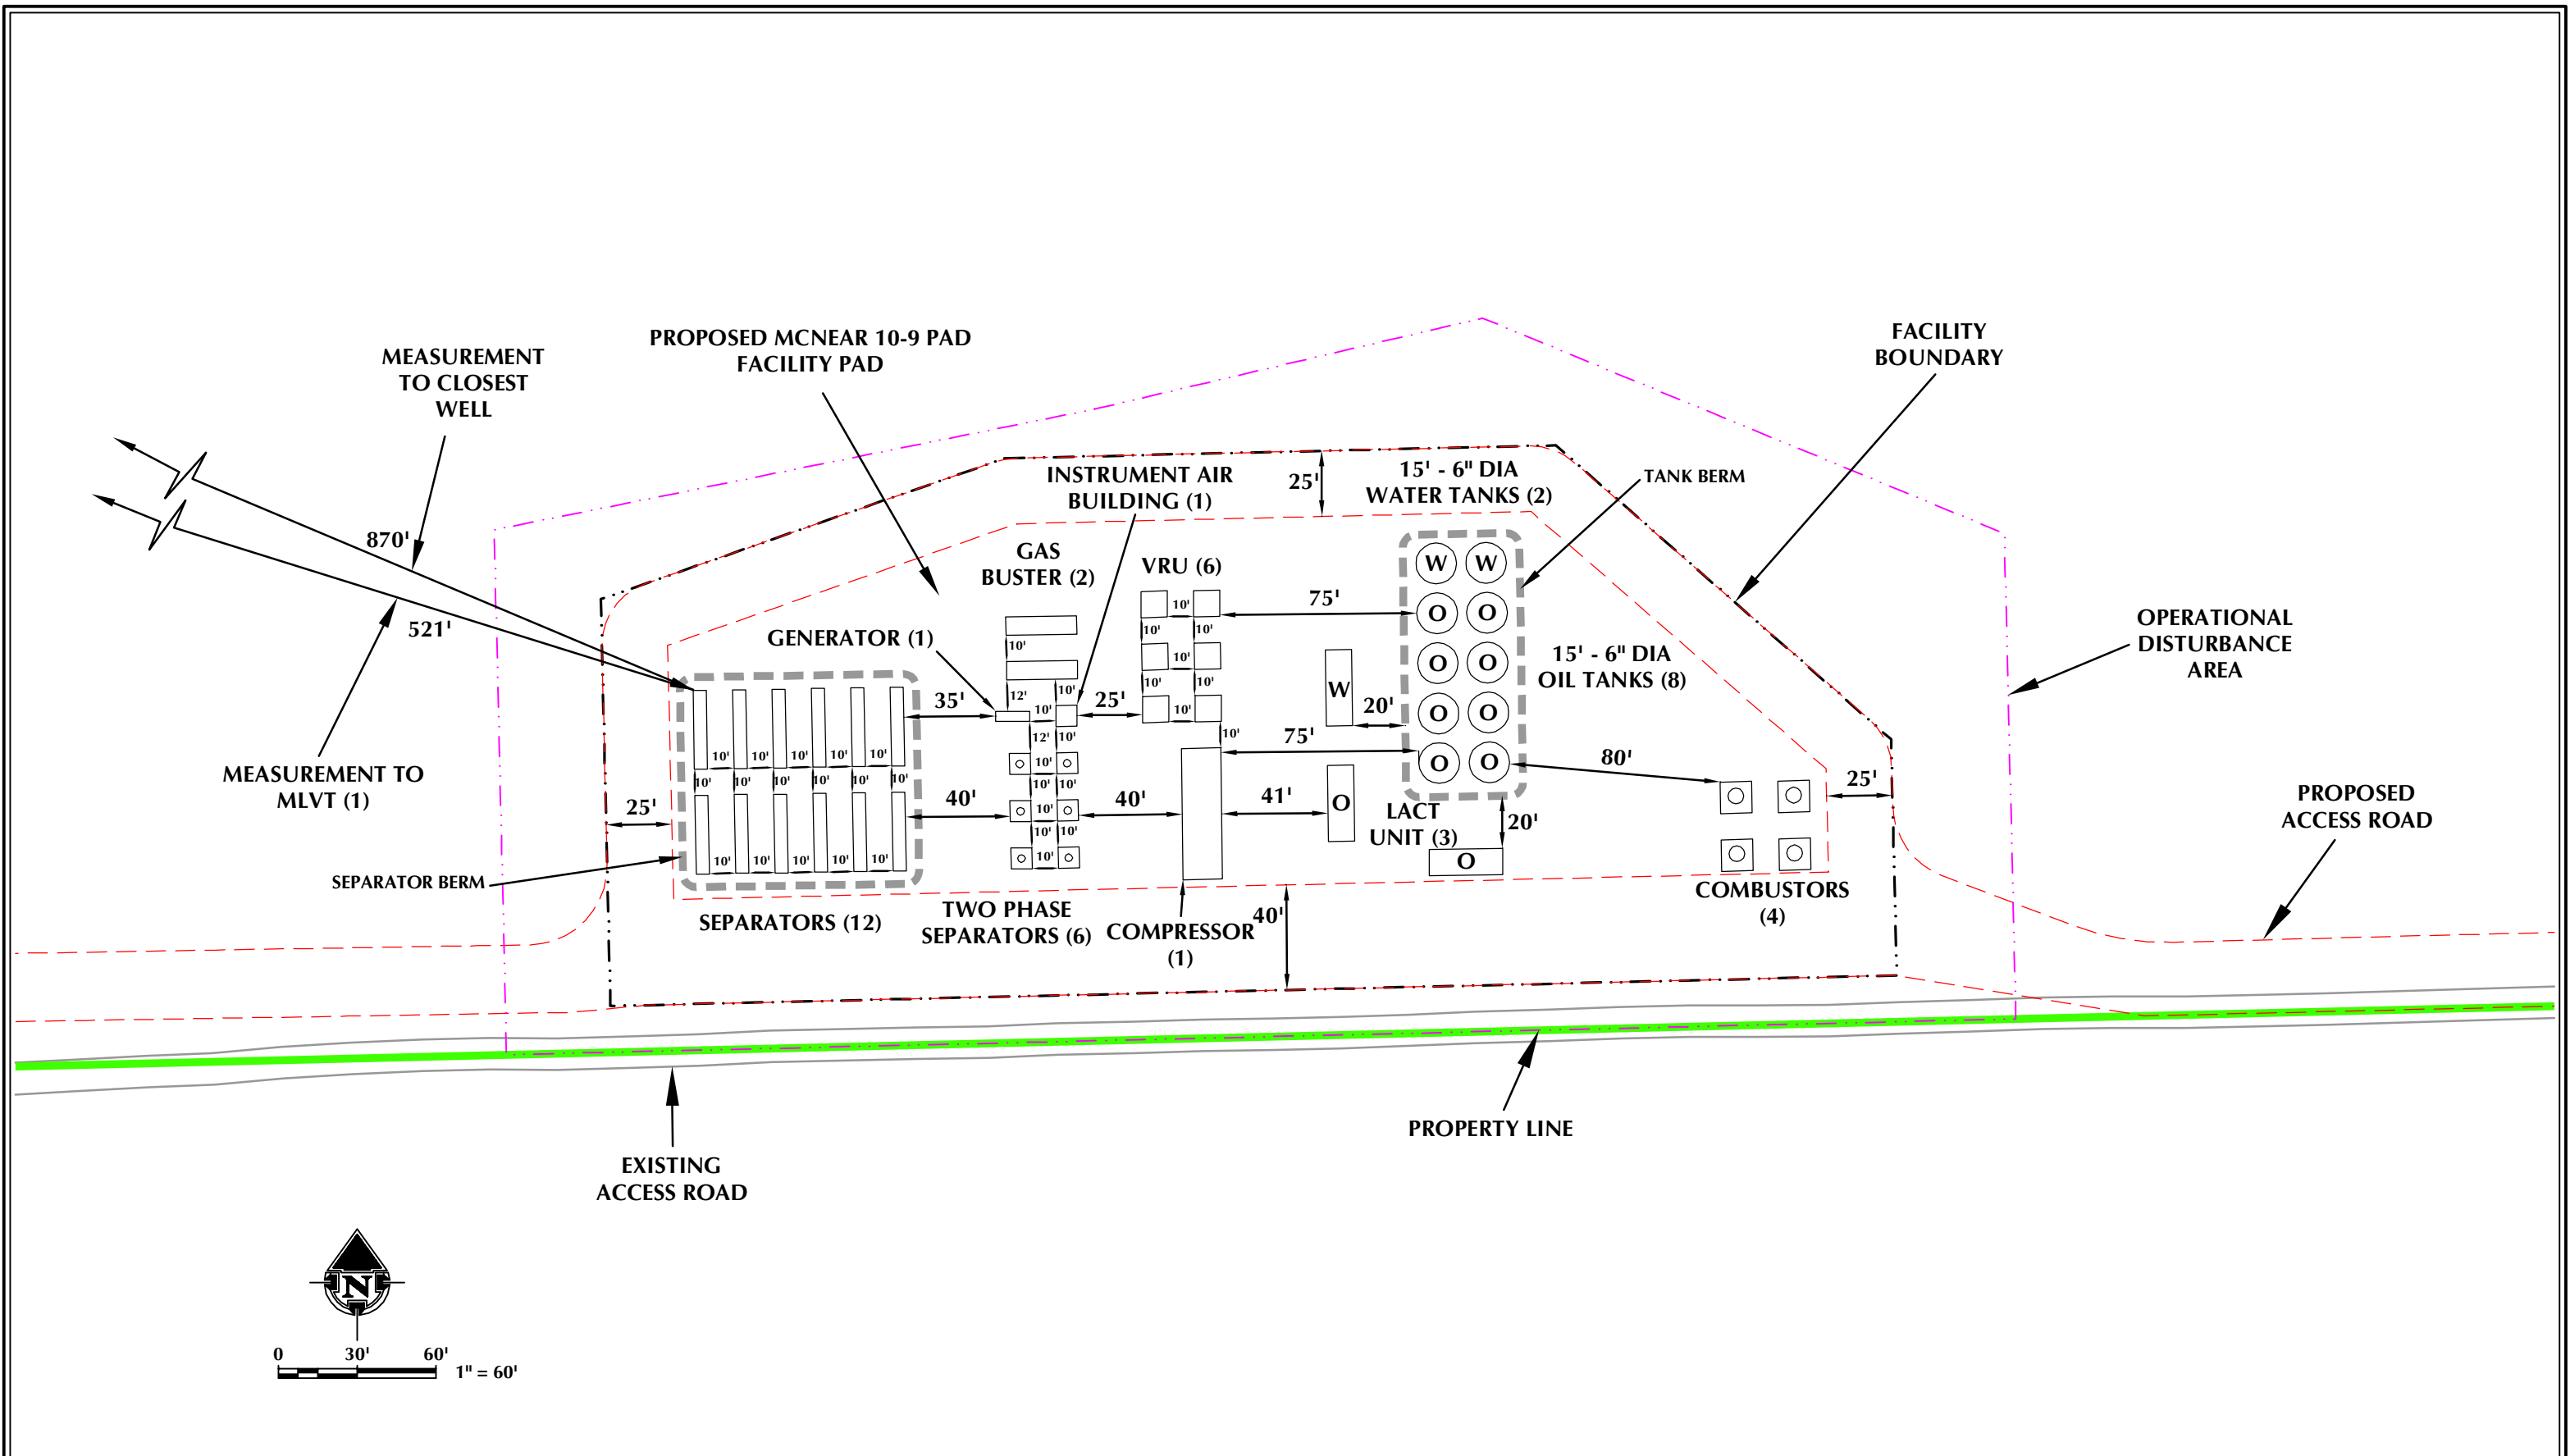 PROPOSED MCNEAR 10-9 PAD
FACILITY PAD
MEASUREMENT
TO CLOSEST
WELL
FACILITY
BOUNDARY
INSTRUMENT AIR
BUILDING (1)
25'
15' - 6" DIA
WATER TANKS (2)
TANK BERM
870'
521'
GAS
BUSTER (2)
VRU (6)
W W
O O
O O
O O
O O
75'
GENERATOR (1)
OPERATIONAL
DISTURBANCE
AREA
15' - 6" DIA
OIL TANKS (8)
10'
10'
10'
10'
10'
10'
10'
10'
10'
12'
10'
10'
35'
25'
W
20'
12'
10'
10'
75'
80'
MEASUREMENT TO
MLVT (1)
10' 10' 10' 10' 10'
10' 10' 10' 10' 10' 10'
10'
10' 10'
10'
10' 10'
10'
25'
40'
40'
41'
O
LACT
UNIT (3)
20'
O
25'
PROPOSED
ACCESS ROAD
10' 10' 10' 10' 10'
SEPARATOR BERM
SEPARATORS (12)
TWO PHASE
SEPARATORS (6)
COMPRESSOR
(1)
40'
COMBUSTORS
(4)
PROPERTY LINE
EXISTING
ACCESS ROAD
N
0 30' 60'
1" = 60'